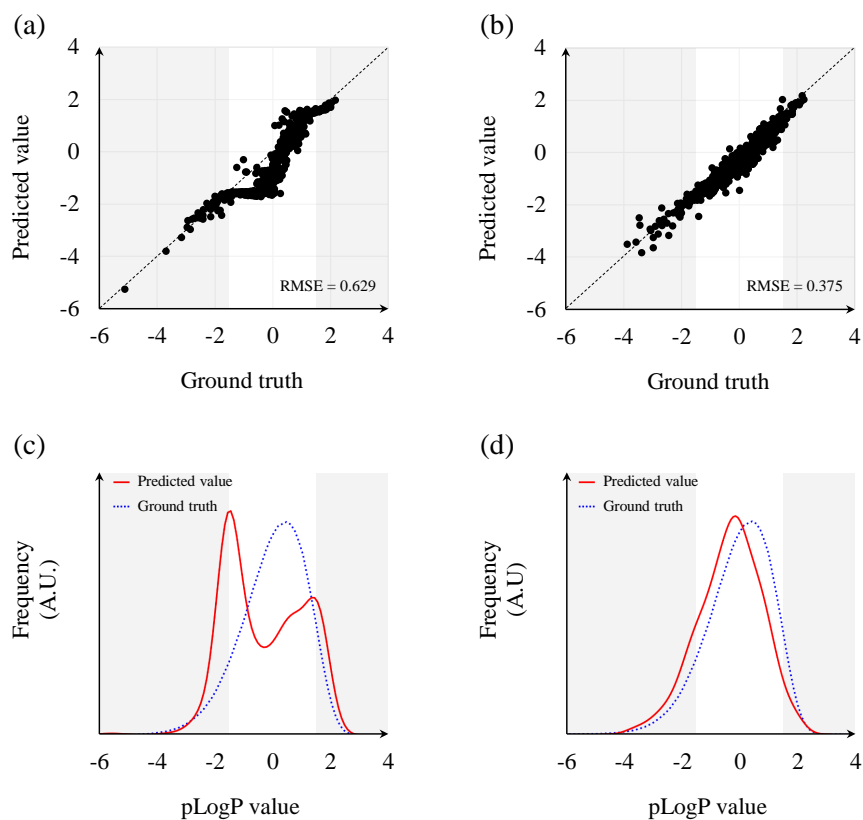 (a)
4
2
0
-2
-4
-6
Predicted value
RMSE = 0.629
-6 -4 -2 0 2 4
Ground truth
(b)
4
2
0
-2
-4
-6
Predicted value
RMSE = 0.375
-6 -4 -2 0 2 4
Ground truth
(c)
Predicted value
Ground truth
Frequency
(A.U.)
-6 -4 -2 0 2 4
pLogP value
(d)
Predicted value
Ground truth
Frequency
(A.U)
-6 -4 -2 0 2 4
pLogP value